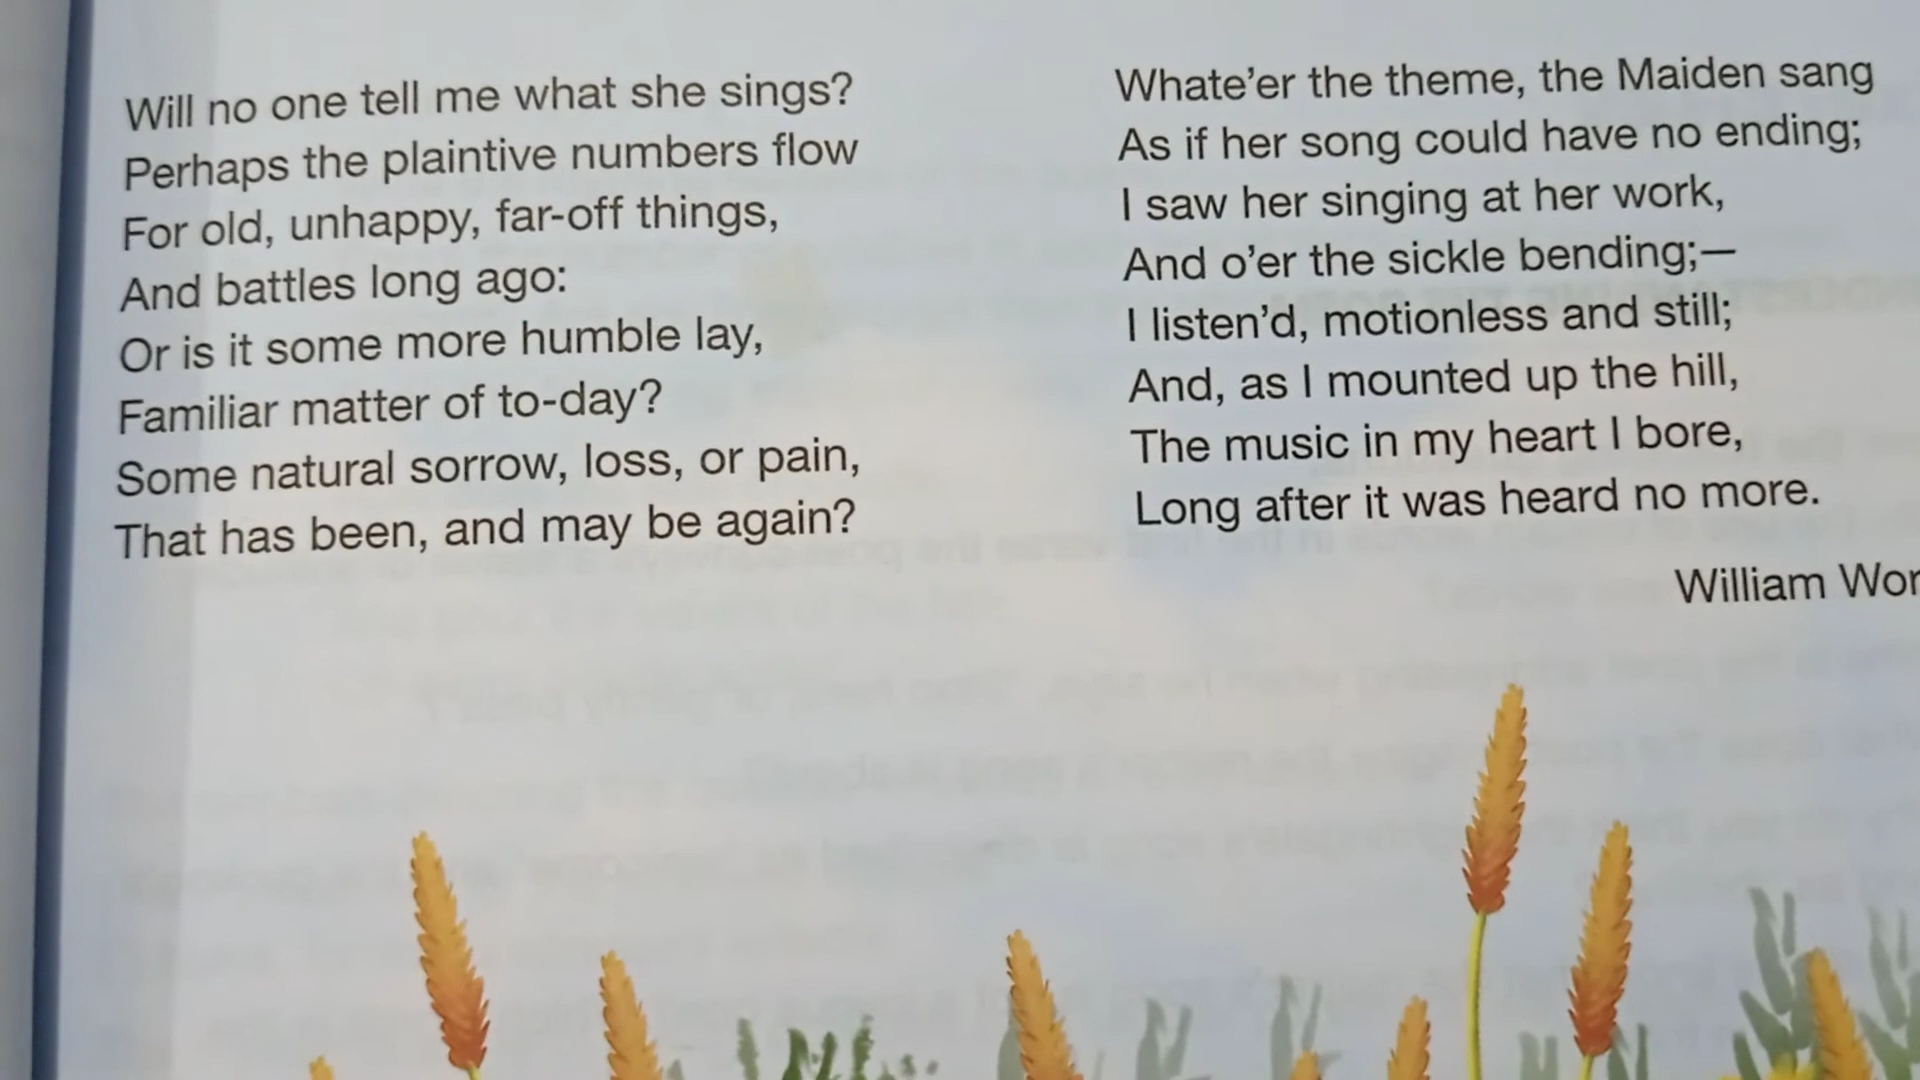 Will no one tell me what she sings?
Perhaps the plaintive numbers flow
For old, unhappy, far-off things,
And battles long ago:
Or is it some more humble lay,
Familiar matter of to-day?
Some natural sorrow, loss, or pain,
That has been, and may be again?
Whate'er the theme, the Maiden sang
As if her song could have no ending;
I saw her singing at her work,
And o'er the sickle bending;—
I listen'd, motionless and still;
And, as I mounted up the hill,
The music in my heart I bore,
Long after it was heard no more.
William Wor